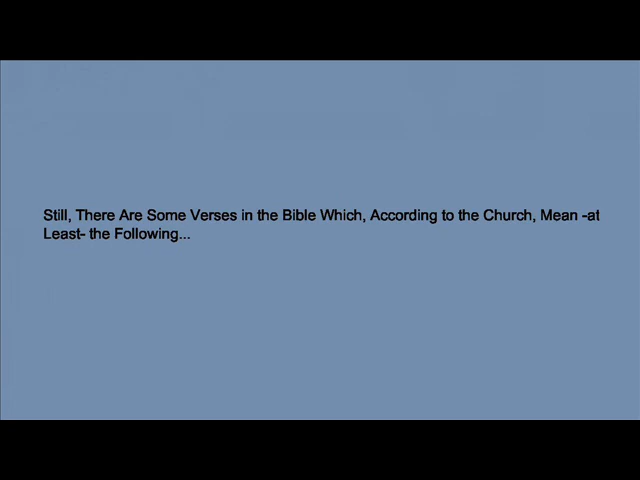 Still, There Are Some Verses in the Bible Which, According to the Church, Mean -at
Least- the Following...